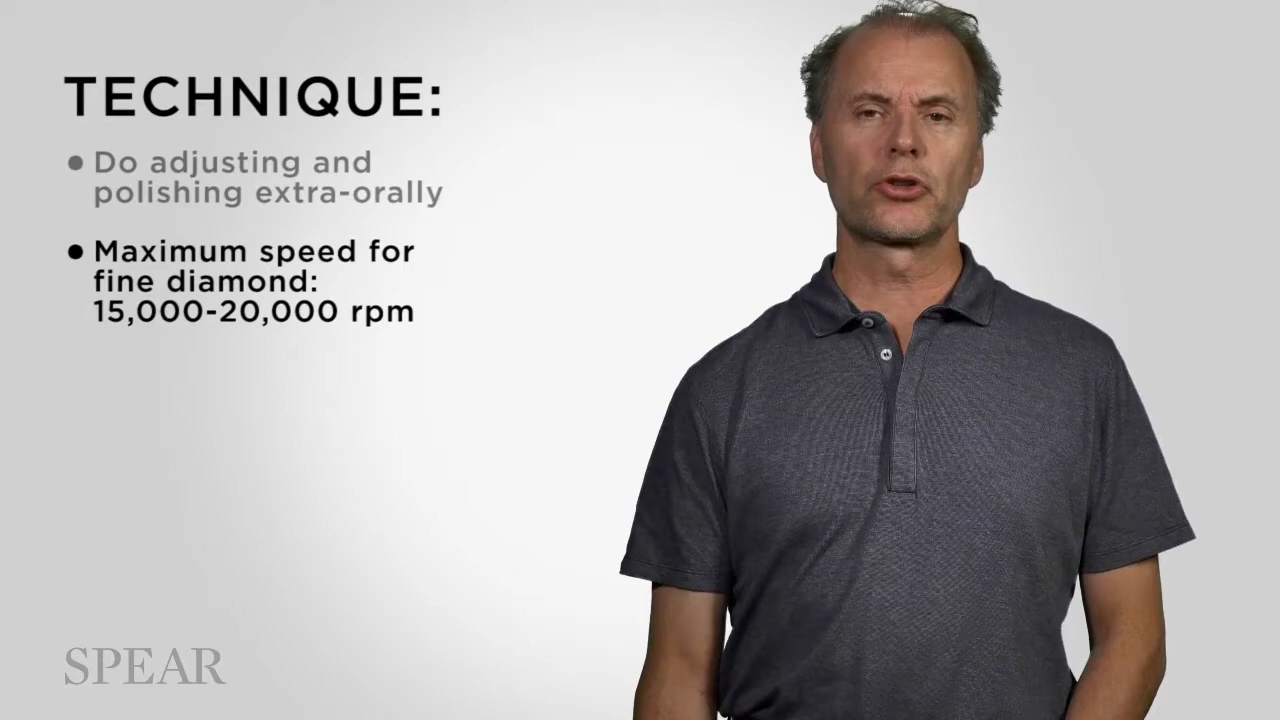 TECHNIQUE:
• Do adjusting and
polishing extra-orally
• Maximum speed for
fine diamond:
15,000-20,000 rpm
SPEAR